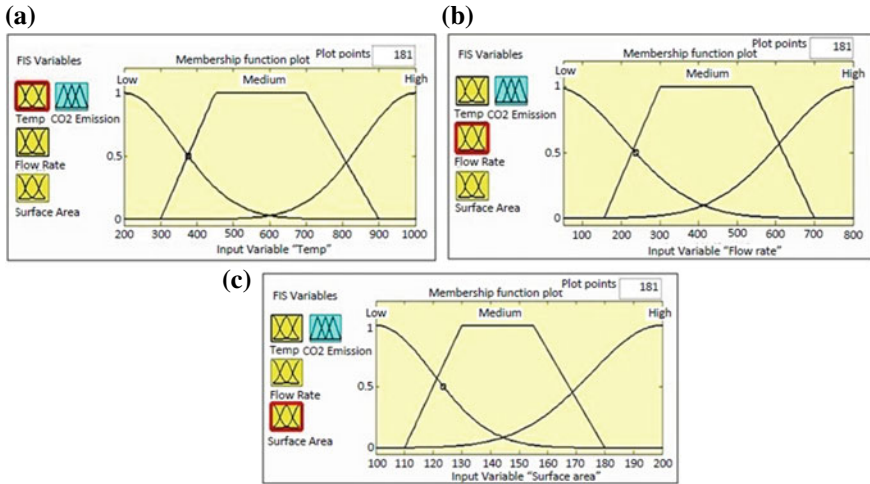 (a)
FIS Variables
Membership function plot
Plot points 181
Low
Medium
High
Temp CO2 Emission
Flow Rate
Surface Area
1
0.5
0
200 300 400 500 600 700 800 900 1000
Input Variable "Temp"
(b)
FIS Variables
Membership function plot
Plot points 181
Low
Medium
High
Temp CO2 Emission
Flow Rate
Surface Area
1
0.5
0
100 200 300 400 500 600 700 800
Input Variable "Flow rate"
(c)
FIS Variables
Membership function plot
Plot points 181
Low
Medium
High
Temp CO2 Emission
Flow Rate
Surface Area
1
0.5
0
100 110 120 130 140 150 160 170 180 190 200
Input Variable "Surface area"